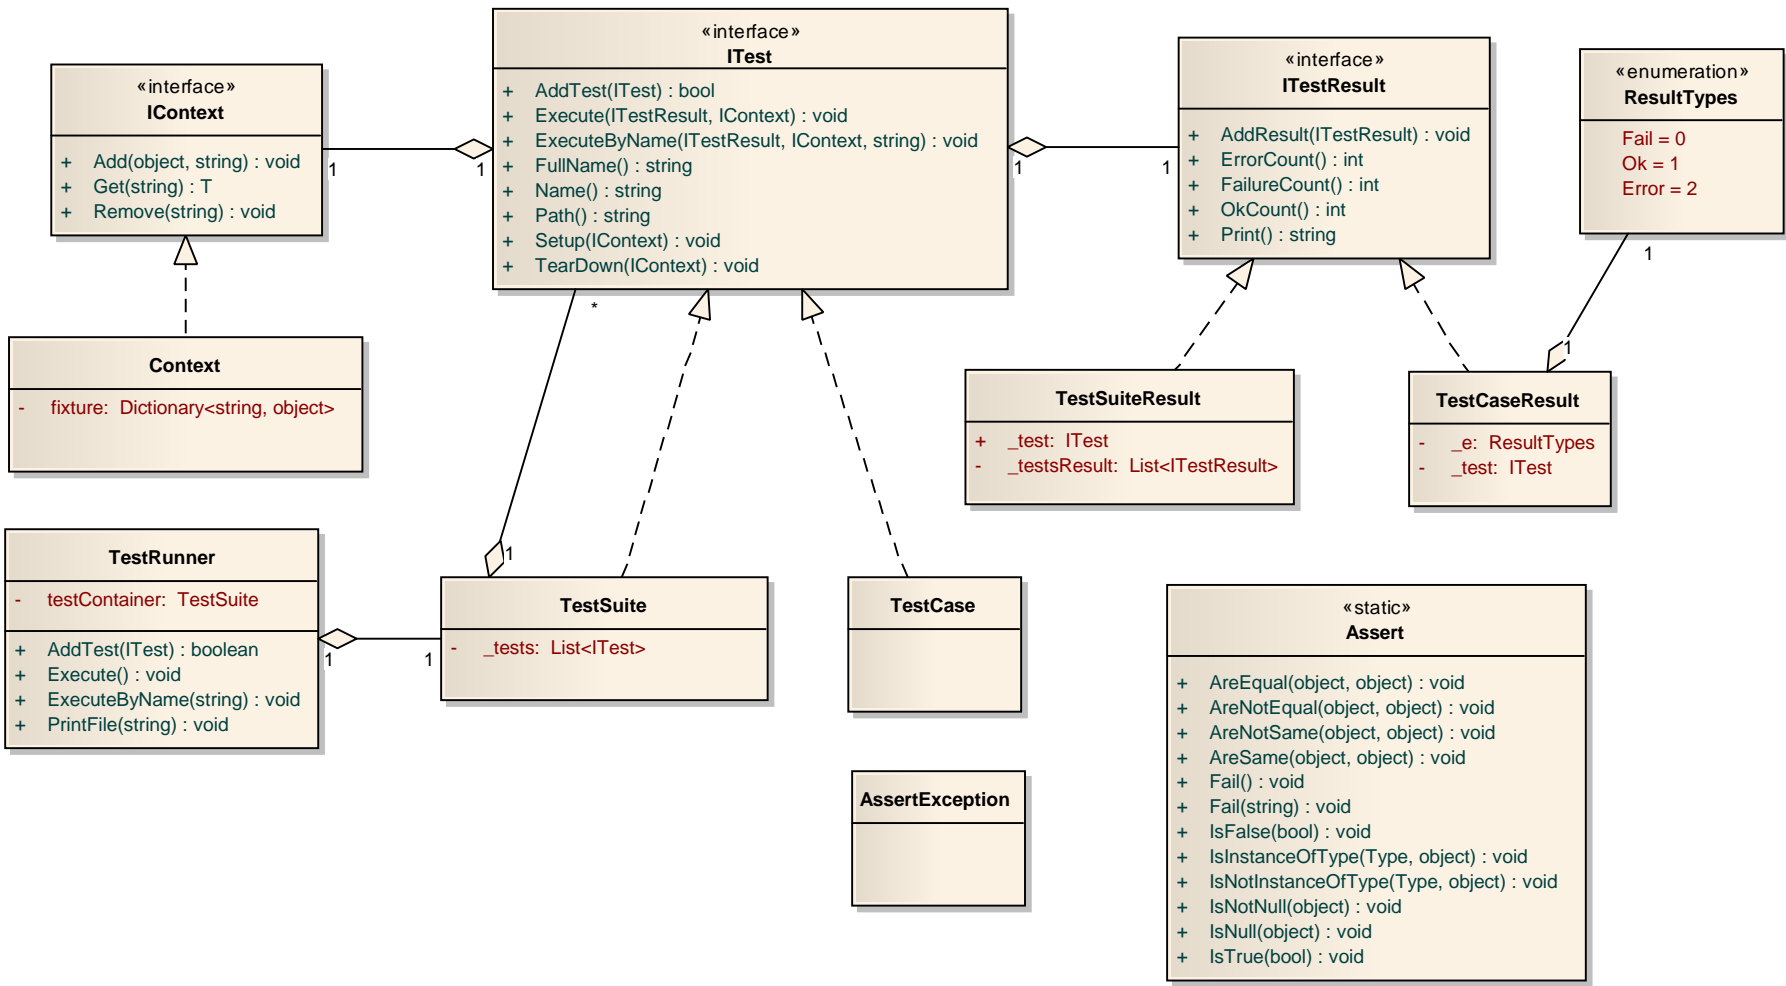 «interface»
IContext
+ Add(object, string) : void
+ Get(string) : T
+ Remove(string) : void
1
1
«interface»
ITest
+ AddTest(ITest) : bool
+ Execute(ITestResult, IContext) : void
+ ExecuteByName(ITestResult, IContext, string) : void
+ FullName() : string
+ Name() : string
+ Path() : string
+ Setup(IContext) : void
+ TearDown(IContext) : void
1
1
*
«interface»
ITestResult
+ AddResult(ITestResult) : void
+ ErrorCount() : int
+ FailureCount() : int
+ OkCount() : int
+ Print() : string
«enumeration»
ResultTypes
Fail = 0
Ok = 1
Error = 2
1
1
Context
- fixture: Dictionary<string, object>
TestSuiteResult
+ _test: ITest
- _testsResult: List<ITestResult>
TestCaseResult
- _e: ResultTypes
- _test: ITest
TestRunner
- testContainer: TestSuite
+ AddTest(ITest) : boolean
+ Execute() : void
+ ExecuteByName(string) : void
+ PrintFile(string) : void
1
1
1
TestSuite
- _tests: List<ITest>
TestCase
AssertException
«static»
Assert
+ AreEqual(object, object) : void
+ AreNotEqual(object, object) : void
+ AreNotSame(object, object) : void
+ AreSame(object, object) : void
+ Fail() : void
+ Fail(string) : void
+ IsFalse(bool) : void
+ IsInstanceOfType(Type, object) : void
+ IsNotInstanceOfType(Type, object) : void
+ IsNotNull(object) : void
+ IsNull(object) : void
+ IsTrue(bool) : void